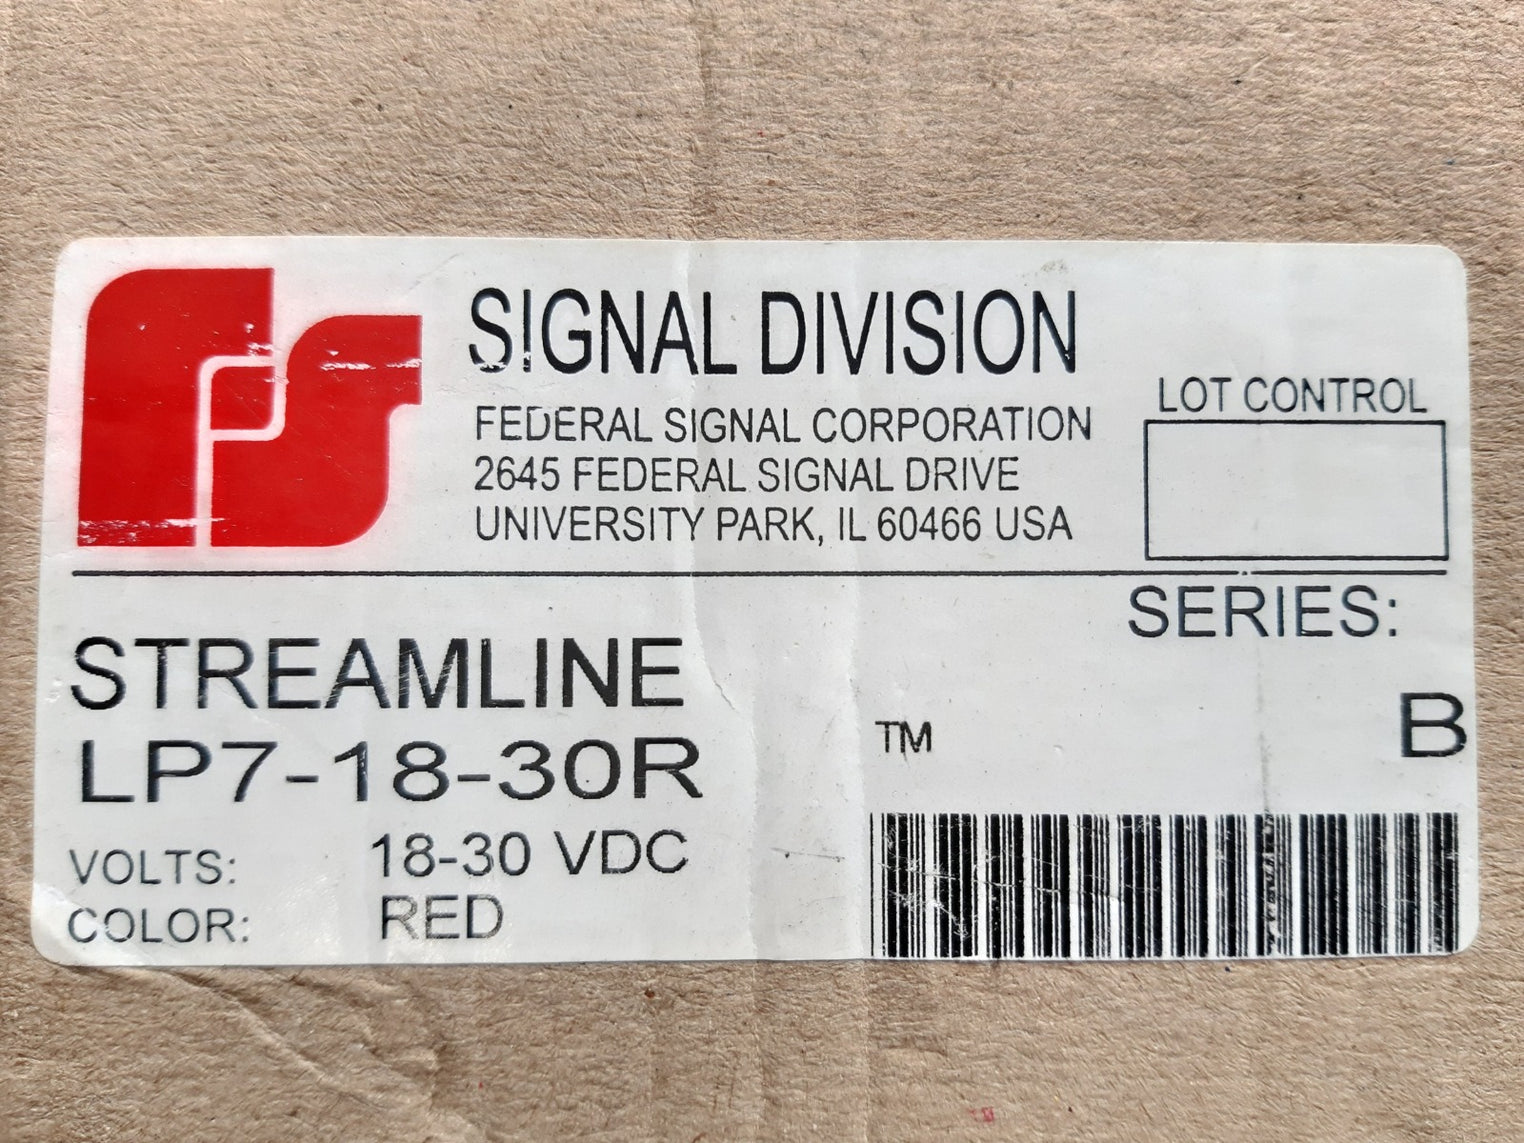 FS
SIGNAL DIVISION
FEDERAL SIGNAL CORPORATION
2645 FEDERAL SIGNAL DRIVE
UNIVERSITY PARK, IL 60466 USA
LOT CONTROL
SERIES:
B
STREAMLINE
LP7-18-30R
TM
VOLTS: 18-30 VDC
COLOR: RED